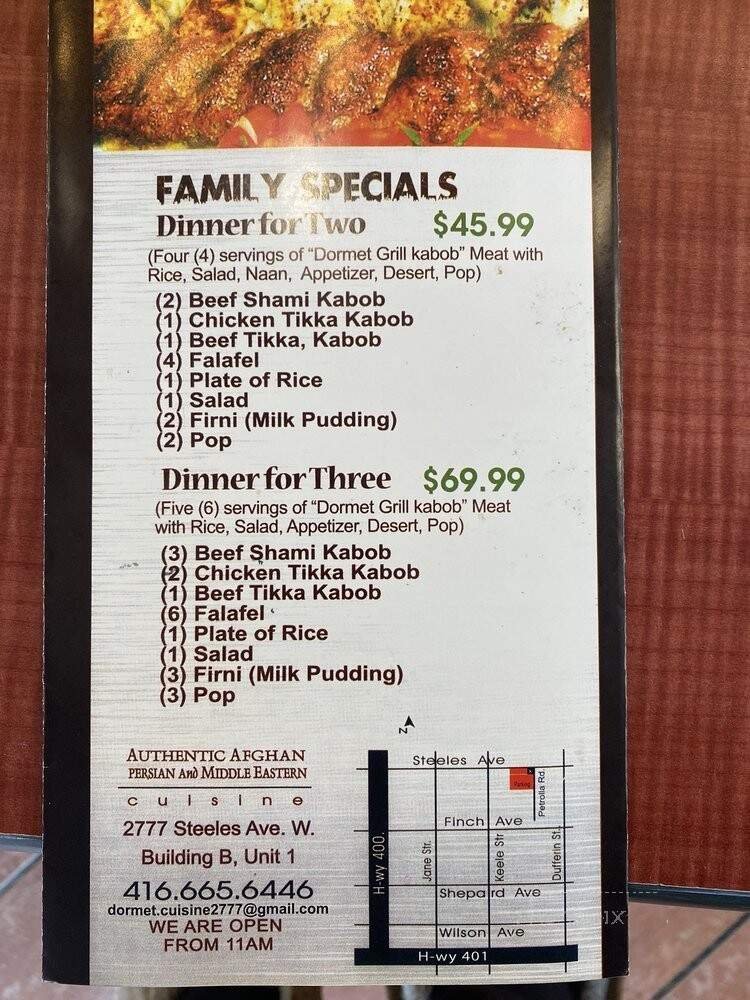 FAMILY SPECIALS
Dinner for Two $45.99
(Four (4) servings of “Dormet Grill kabob” Meat with
Rice, Salad, Naan, Appetizer, Desert, Pop)
(2) Beef Shami Kabob
(1) Chicken Tikka Kabob
(1) Beef Tikka, Kabob
(4) Falafel
(1) Plate of Rice
(1) Salad
(2) Firni (Milk Pudding)
(2) Pop
Dinner for Three $69.99
(Five (6) servings of “Dormet Grill kabob” Meat
with Rice, Salad, Appetizer, Desert, Pop)
(3) Beef Shami Kabob
(2) Chicken Tikka Kabob
(1) Beef Tikka Kabob
(6) Falafel
(1) Plate of Rice
(1) Salad
(3) Firni (Milk Pudding)
(3) Pop
AUTHENTIC AFGHAN
PERSIAN And MIDDLE EASTERN
cuisine
2777 Steeles Ave. W.
Building B, Unit 1
416.665.6446
dormet.cuisine2777@gmail.com
WE ARE OPEN
FROM 11AM
N
Steeles Ave
Parking
Petrolia Rd.
Finch Ave
H-wy 400.
Jane Str.
Keele Str
Dufferin St.
Shepard Ave
Wilson Ave
H-wy 401